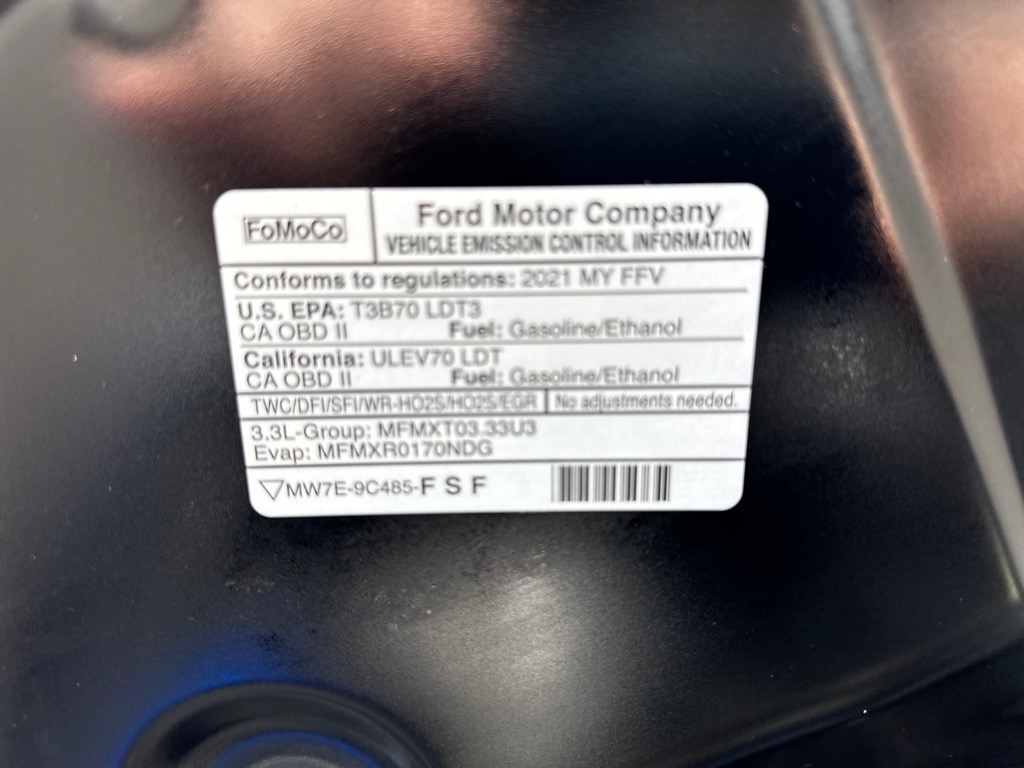 FoMoCo
Ford Motor Company
VEHICLE EMISSION CONTROL INFORMATION
Conforms to regulations: 2021 MY FFV
U.S. EPA: T3B70 LDT3
CA OBD II Fuel: Gasoline/Ethanol
California: ULEV70 LDT
CA OBD II Fuel: Gasoline/Ethanol
TWC/DFI/SFI/WR-HO2S/HO2S/EGR No adjustments needed.
3.3L-Group: MFMXT03.33U3
Evap: MFMXR0170NDG
MW7E-9C485-F S F